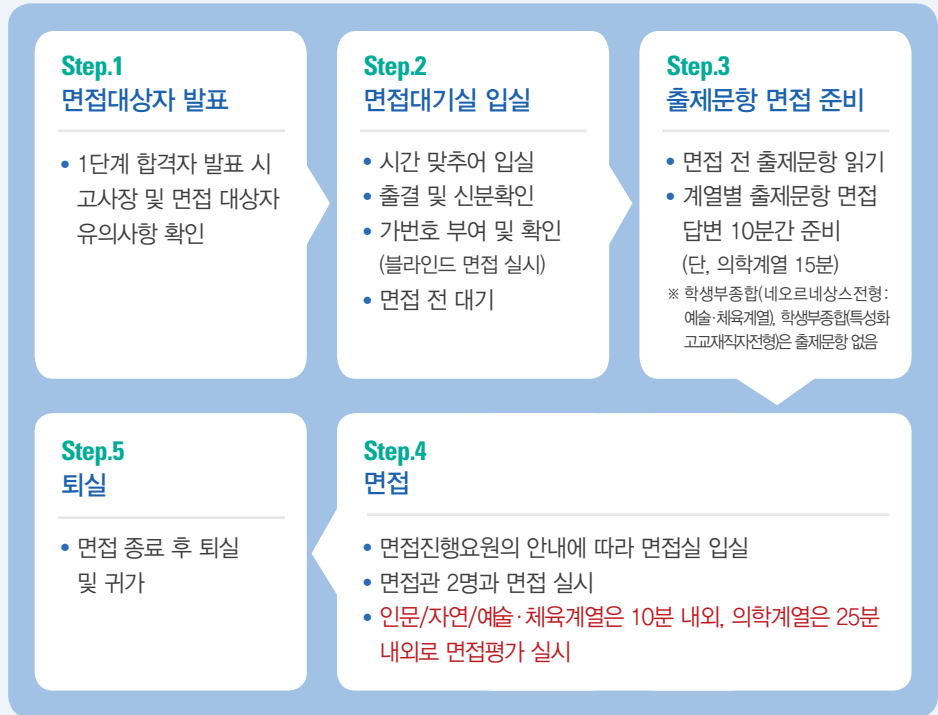 Step.1
면접대상자 발표
• 1단계 합격자 발표 시
고사장 및 면접 대상자
유의사항 확인
Step.2
면접대기실 입실
• 시간 맞추어 입실
• 출결 및 신분확인
• 가번호 부여 및 확인
(블라인드 면접 실시)
• 면접 전 대기
Step.3
출제문항 면접 준비
• 면접 전 출제문항 읽기
• 계열별 출제문항 면접
답변 10분간 준비
(단, 의학계열 15분)
※ 학생부종합(네오르네상스전형:
예술·체육계열), 학생부종합(특성화
고교재직자전형)은 출제문항 없음
Step.4
면접
• 면접진행요원의 안내에 따라 면접실 입실
• 면접관 2명과 면접 실시
• 인문/자연/예술·체육계열은 10분 내외, 의학계열은 25분
내외로 면접평가 실시
Step.5
퇴실
• 면접 종료 후 퇴실
및 귀가